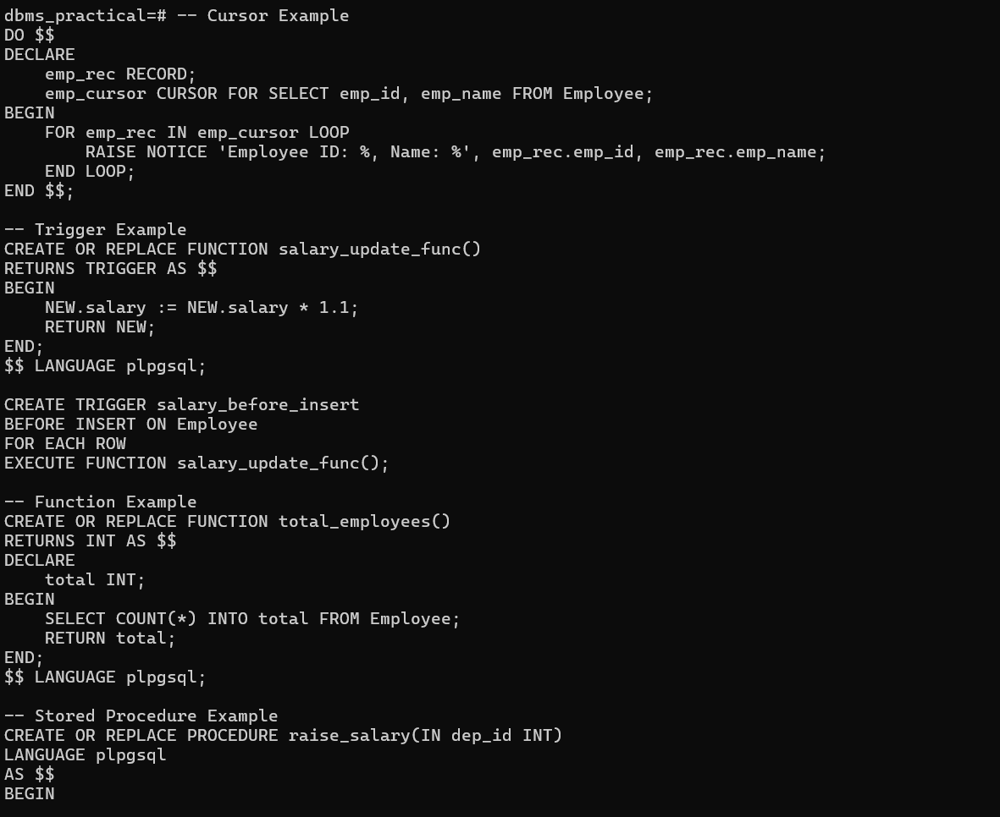 dbms_practical=# -- Cursor Example
DO $$
DECLARE
    emp_rec RECORD;
    emp_cursor CURSOR FOR SELECT emp_id, emp_name FROM Employee;
BEGIN
    FOR emp_rec IN emp_cursor LOOP
        RAISE NOTICE 'Employee ID: %, Name: %', emp_rec.emp_id, emp_rec.emp_name;
    END LOOP;
END $$;

-- Trigger Example
CREATE OR REPLACE FUNCTION salary_update_func()
RETURNS TRIGGER AS $$
BEGIN
    NEW.salary := NEW.salary * 1.1;
    RETURN NEW;
END;
$$ LANGUAGE plpgsql;

CREATE TRIGGER salary_before_insert
BEFORE INSERT ON Employee
FOR EACH ROW
EXECUTE FUNCTION salary_update_func();

-- Function Example
CREATE OR REPLACE FUNCTION total_employees()
RETURNS INT AS $$
DECLARE
    total INT;
BEGIN
    SELECT COUNT(*) INTO total FROM Employee;
    RETURN total;
END;
$$ LANGUAGE plpgsql;

-- Stored Procedure Example
CREATE OR REPLACE PROCEDURE raise_salary(IN dep_id INT)
LANGUAGE plpgsql
AS $$
BEGIN